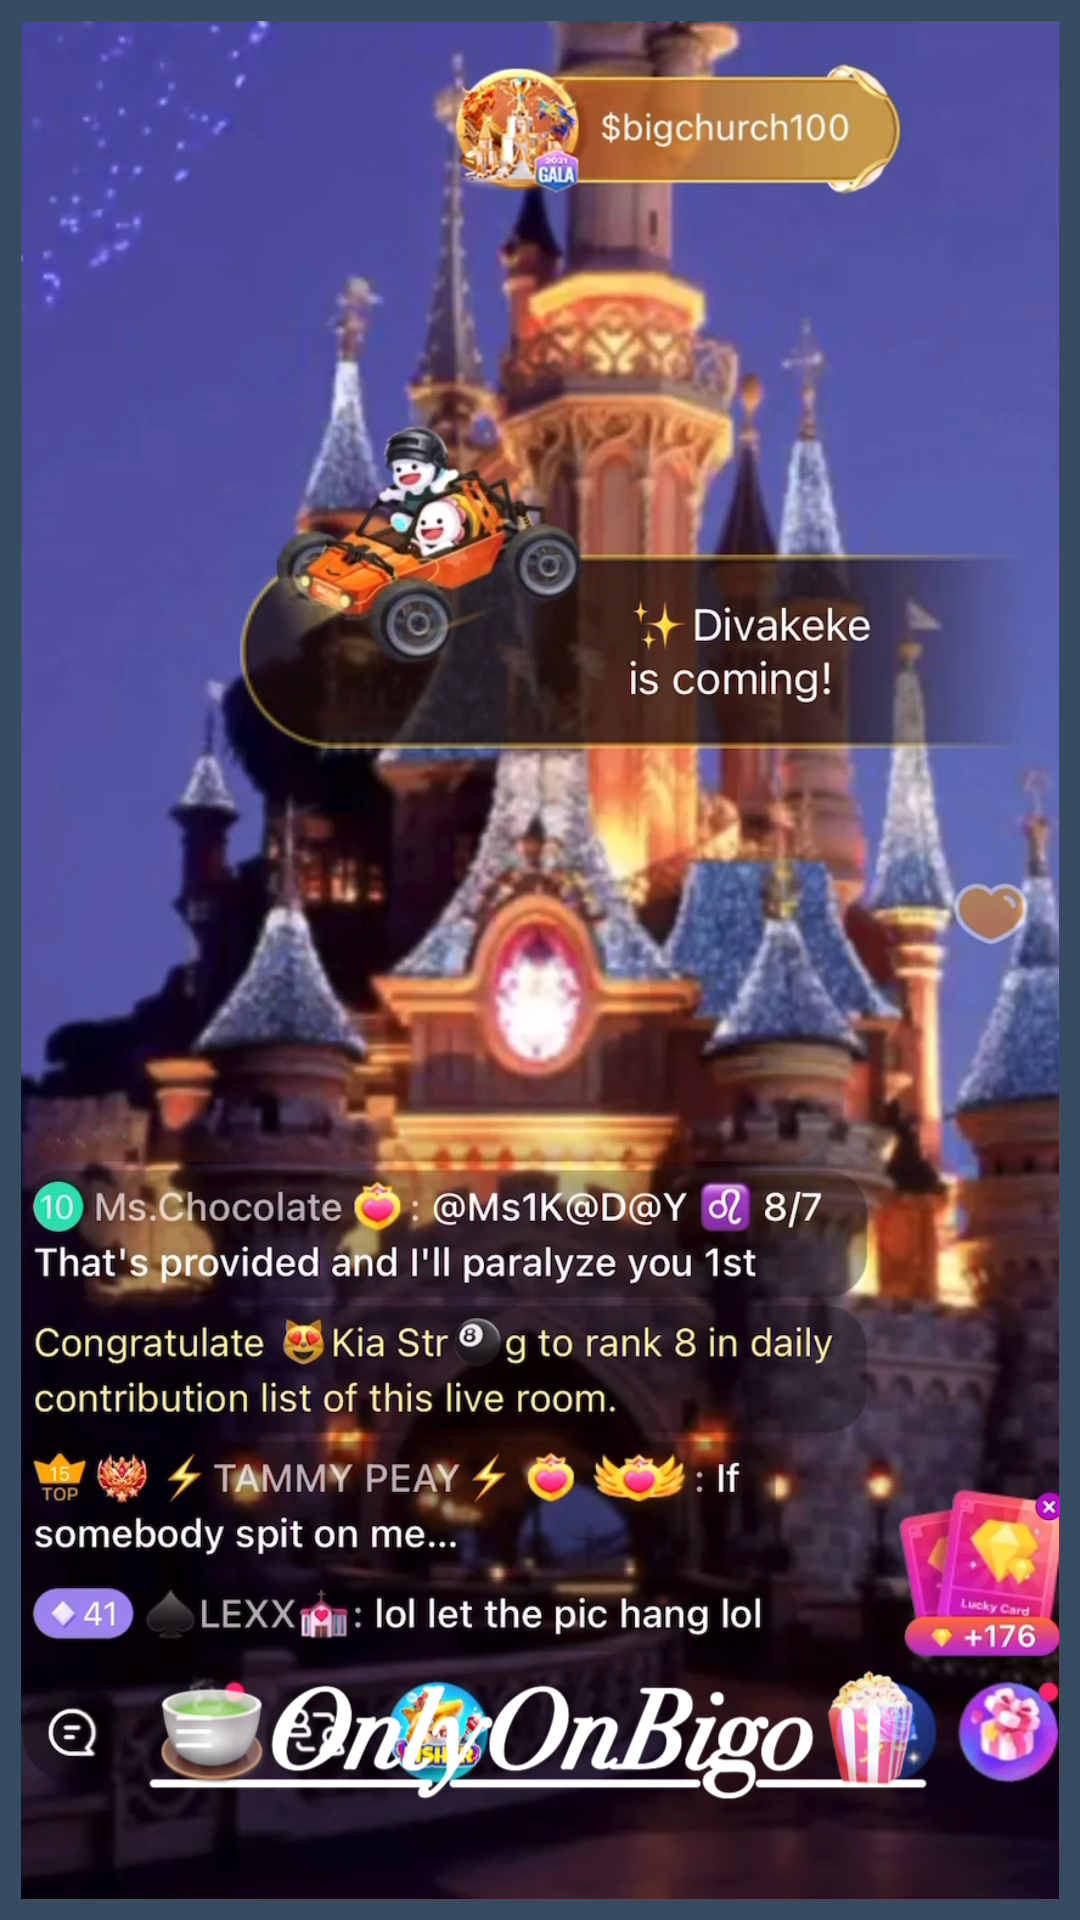 $bigchurch100
2021
GALA
✨Divakeke
is coming!
10 Ms.Chocolate 💖 : @Ms1K@D@Y ♌ 8/7
That's provided and I'll paralyze you 1st
Congratulate 😻Kia Str🎱g to rank 8 in daily
contribution list of this live room.
15 TOP ⚡TAMMY PEAY⚡ : If
somebody spit on me...
41 ♠️LEXX💒: lol let the pic hang lol
Lucky Card
+176
🍵OnlyOnBigo🍿